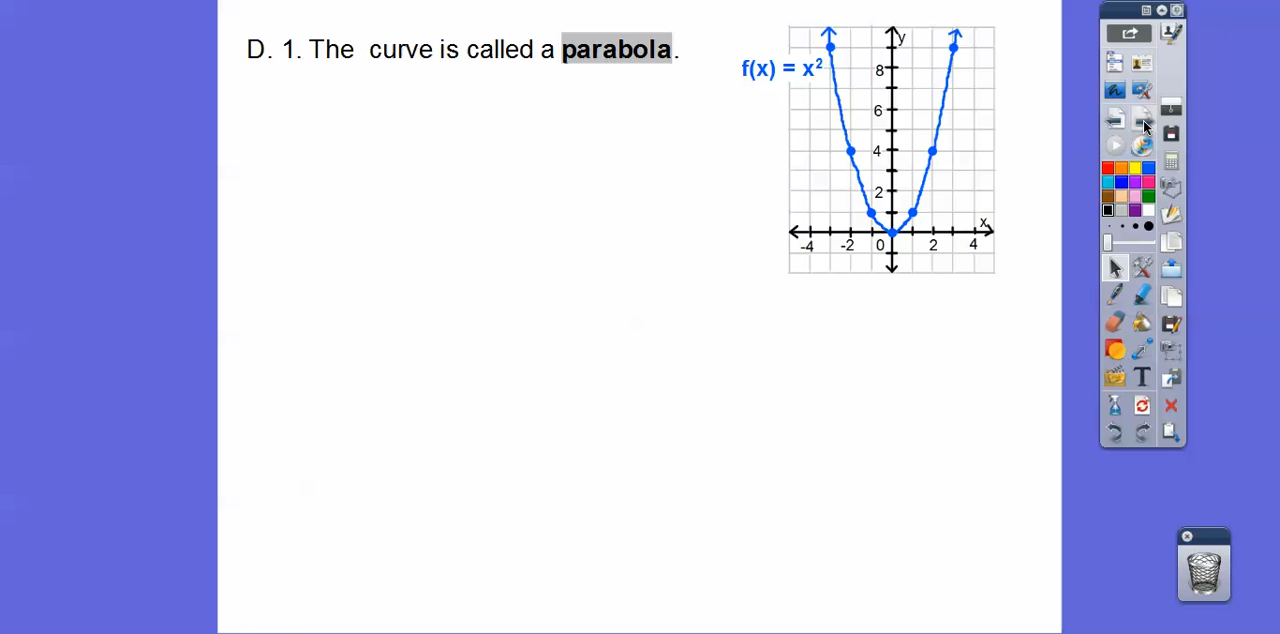 D. 1. The  curve is called a parabola.
y
f(x) = x²
8
6
4
2
x
-4 -2 0 2 4
T